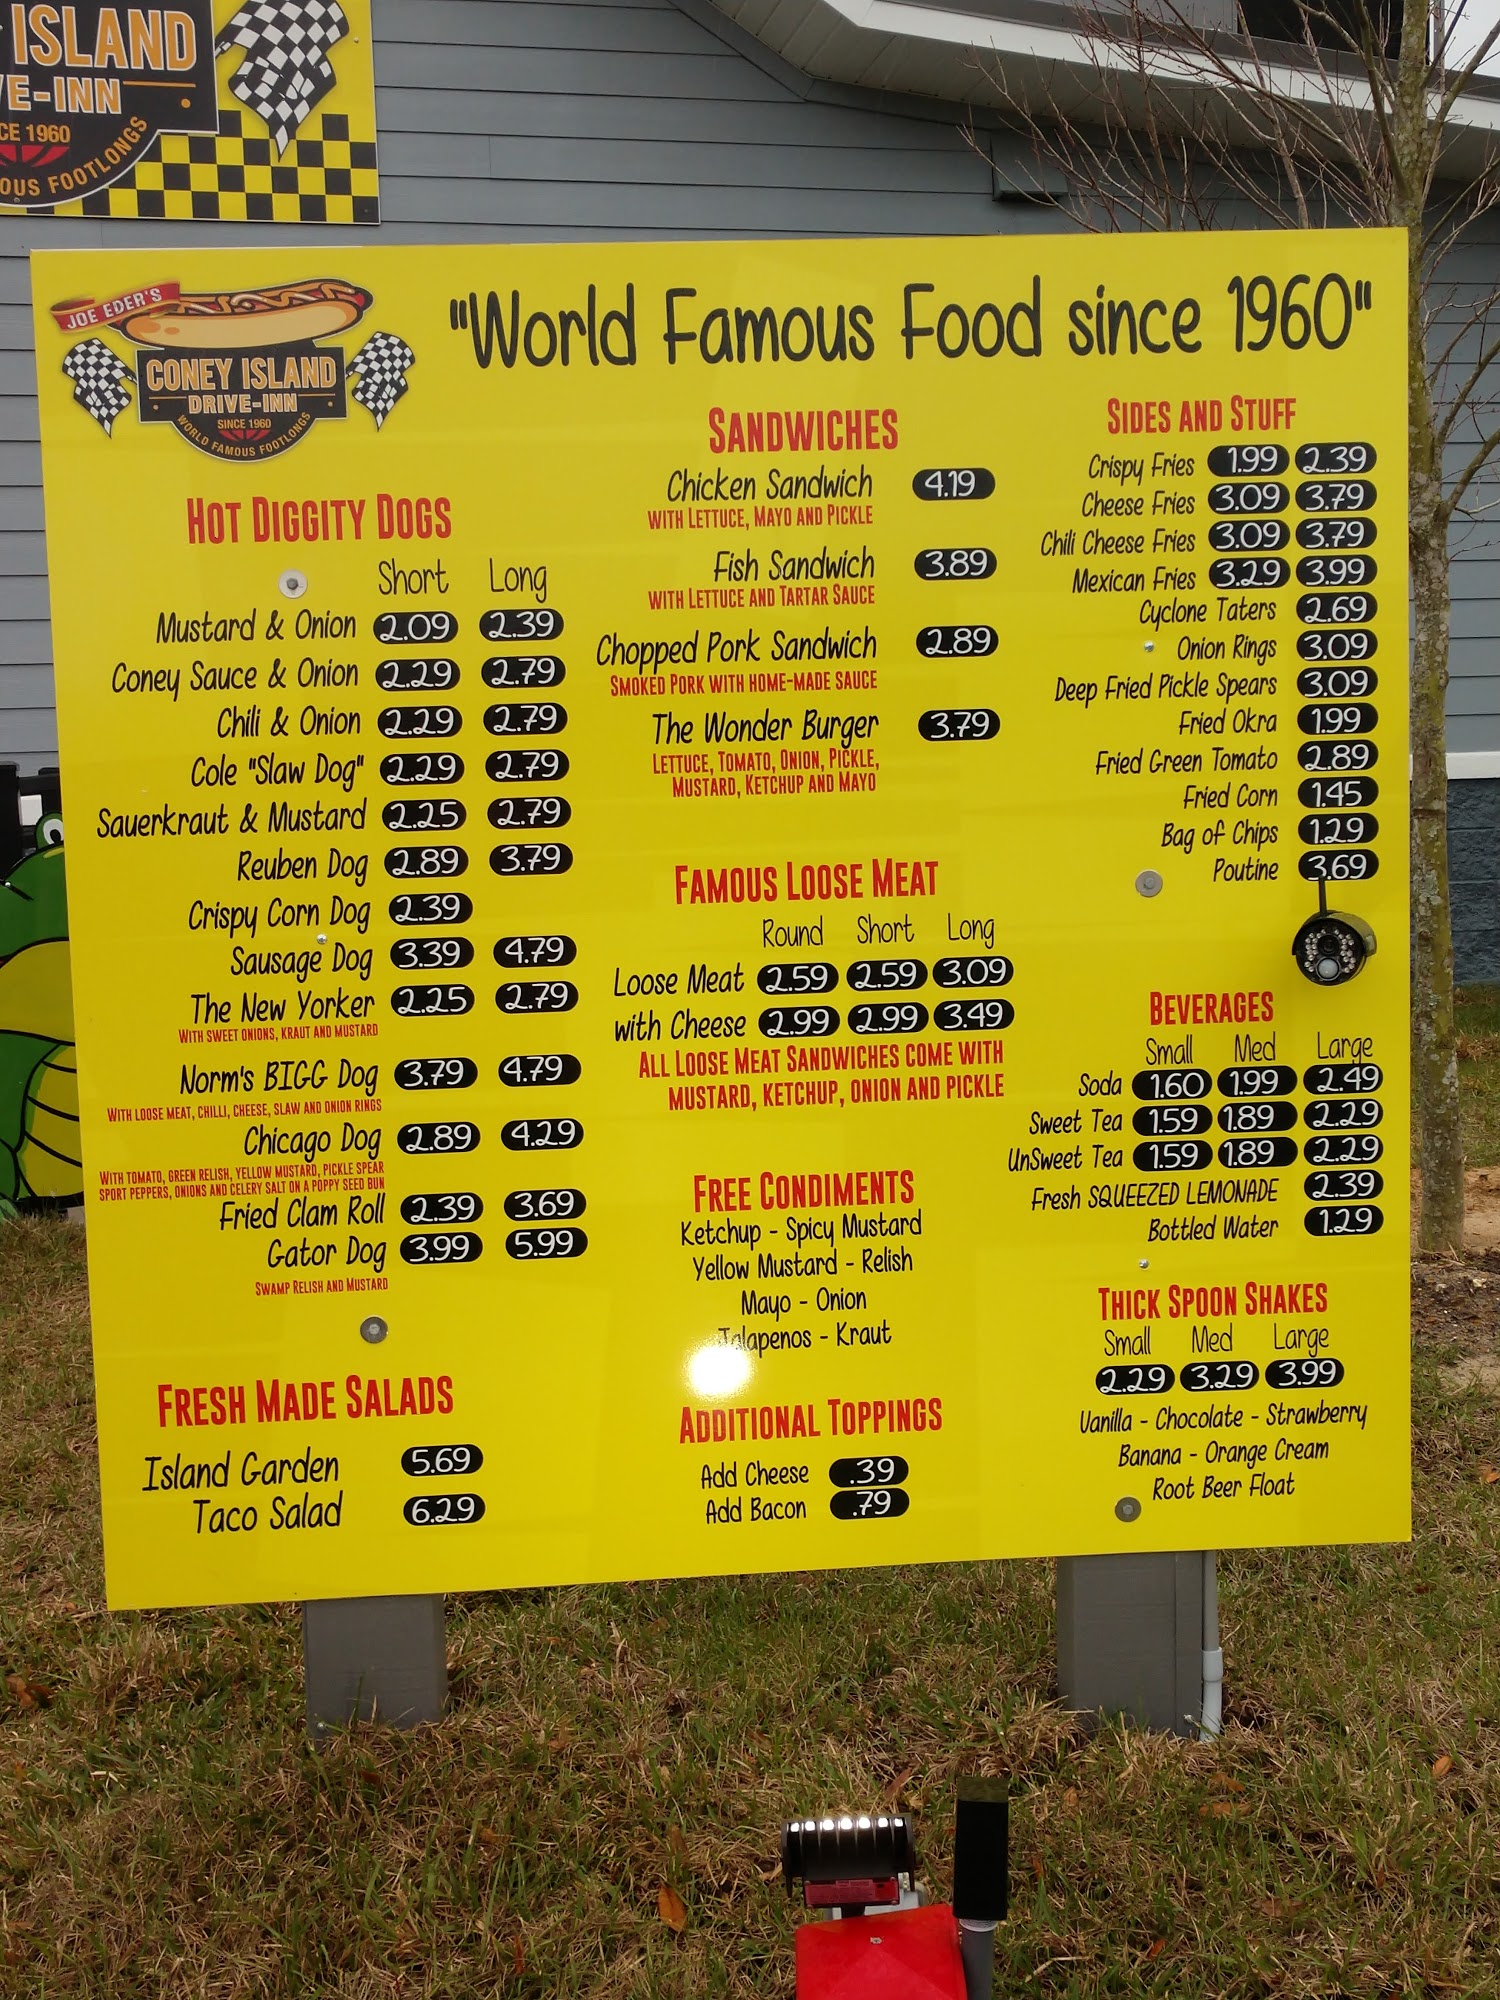 ISLAND
VE-INN
CE 1960
OUS FOOTLONGS
JOE EDER'S
CONEY ISLAND
DRIVE-INN
SINCE 1960
WORLD FAMOUS FOOTLONGS
"World Famous Food since 1960"
HOT DIGGITY DOGS
Short Long
Mustard & Onion 2.09 2.39
Coney Sauce & Onion 2.29 2.79
Chili & Onion 2.29 2.79
Cole "Slaw Dog" 2.29 2.79
Sauerkraut & Mustard 2.25 2.79
Reuben Dog 2.89 3.79
Crispy Corn Dog 2.39
Sausage Dog 3.39 4.79
The New Yorker 2.25 2.79
WITH SWEET ONIONS, KRAUT AND MUSTARD
Norm's BIGG Dog 3.79 4.79
WITH LOOSE MEAT, CHILLI, CHEESE, SLAW AND ONION RINGS
Chicago Dog 2.89 4.29
WITH TOMATO, GREEN RELISH, YELLOW MUSTARD, PICKLE SPEAR
SPORT PEPPERS, ONIONS AND CELERY SALT ON A POPPY SEED BUN
Fried Clam Roll 2.39 3.69
Gator Dog 3.99 5.99
SWAMP RELISH AND MUSTARD
FRESH MADE SALADS
Island Garden 5.69
Taco Salad 6.29
SANDWICHES
Chicken Sandwich 4.19
WITH LETTUCE, MAYO AND PICKLE
Fish Sandwich 3.89
WITH LETTUCE AND TARTAR SAUCE
Chopped Pork Sandwich 2.89
SMOKED PORK WITH HOME-MADE SAUCE
The Wonder Burger 3.79
LETTUCE, TOMATO, ONION, PICKLE,
MUSTARD, KETCHUP AND MAYO
FAMOUS LOOSE MEAT
Round Short Long
Loose Meat 2.59 2.59 3.09
with Cheese 2.99 2.99 3.49
ALL LOOSE MEAT SANDWICHES COME WITH
MUSTARD, KETCHUP, ONION AND PICKLE
FREE CONDIMENTS
Ketchup - Spicy Mustard
Yellow Mustard - Relish
Mayo - Onion
Jalapenos - Kraut
ADDITIONAL TOPPINGS
Add Cheese .39
Add Bacon .79
SIDES AND STUFF
Crispy Fries 1.99 2.39
Cheese Fries 3.09 3.79
Chili Cheese Fries 3.09 3.79
Mexican Fries 3.29 3.99
Cyclone Taters 2.69
Onion Rings 3.09
Deep Fried Pickle Spears 3.09
Fried Okra 1.99
Fried Green Tomato 2.89
Fried Corn 1.45
Bag of Chips 1.29
Poutine 3.69
BEVERAGES
Small Med Large
Soda 1.60 1.99 2.49
Sweet Tea 1.59 1.89 2.29
UnSweet Tea 1.59 1.89 2.29
Fresh SQUEEZED LEMONADE 2.39
Bottled Water 1.29
THICK SPOON SHAKES
Small Med Large
2.29 3.29 3.99
Vanilla - Chocolate - Strawberry
Banana - Orange Cream
Root Beer Float